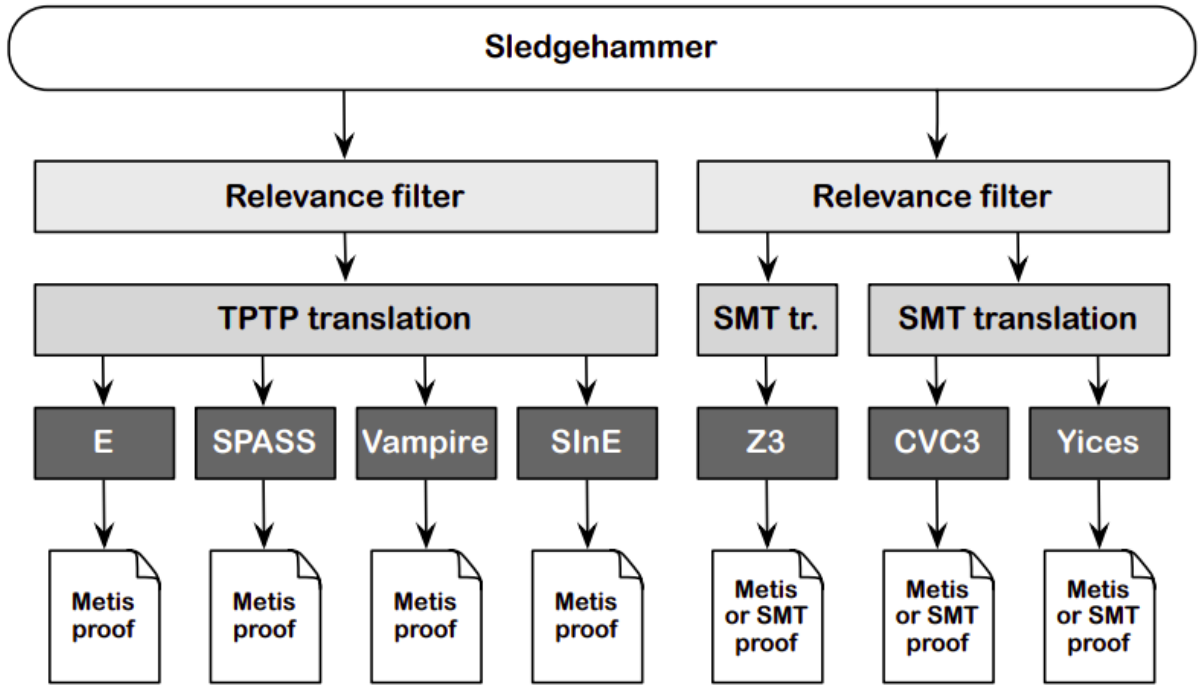 Sledgehammer
Relevance filter
Relevance filter
TPTP translation
SMT tr.
SMT translation
E
SPASS
Vampire
SInE
Z3
CVC3
Yices
Metis
proof
Metis
proof
Metis
proof
Metis
proof
Metis
or SMT
proof
Metis
or SMT
proof
Metis
or SMT
proof